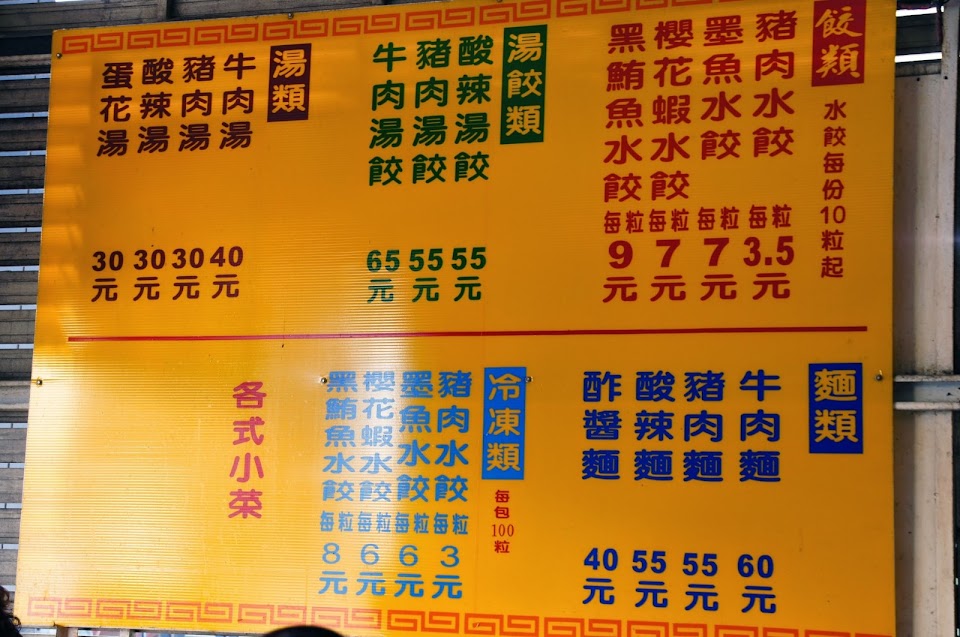 餃類
水餃每份10粒起
豬肉水餃 每粒 3.5元
墨魚水餃 每粒 7元
櫻花蝦水餃 每粒 7元
黑鮪魚水餃 每粒 9元
湯餃類
酸辣湯餃 55元
豬肉湯餃 55元
牛肉湯餃 65元
湯類
牛肉湯 40元
豬肉湯 30元
酸辣湯 30元
蛋花湯 30元
麵類
牛肉麵 60元
豬肉麵 55元
酸辣麵 55元
酢醬麵 40元
冷凍類
每包100粒
豬肉水餃 每粒 3元
墨魚水餃 每粒 6元
櫻花蝦水餃 每粒 6元
黑鮪魚水餃 每粒 8元
各式小菜